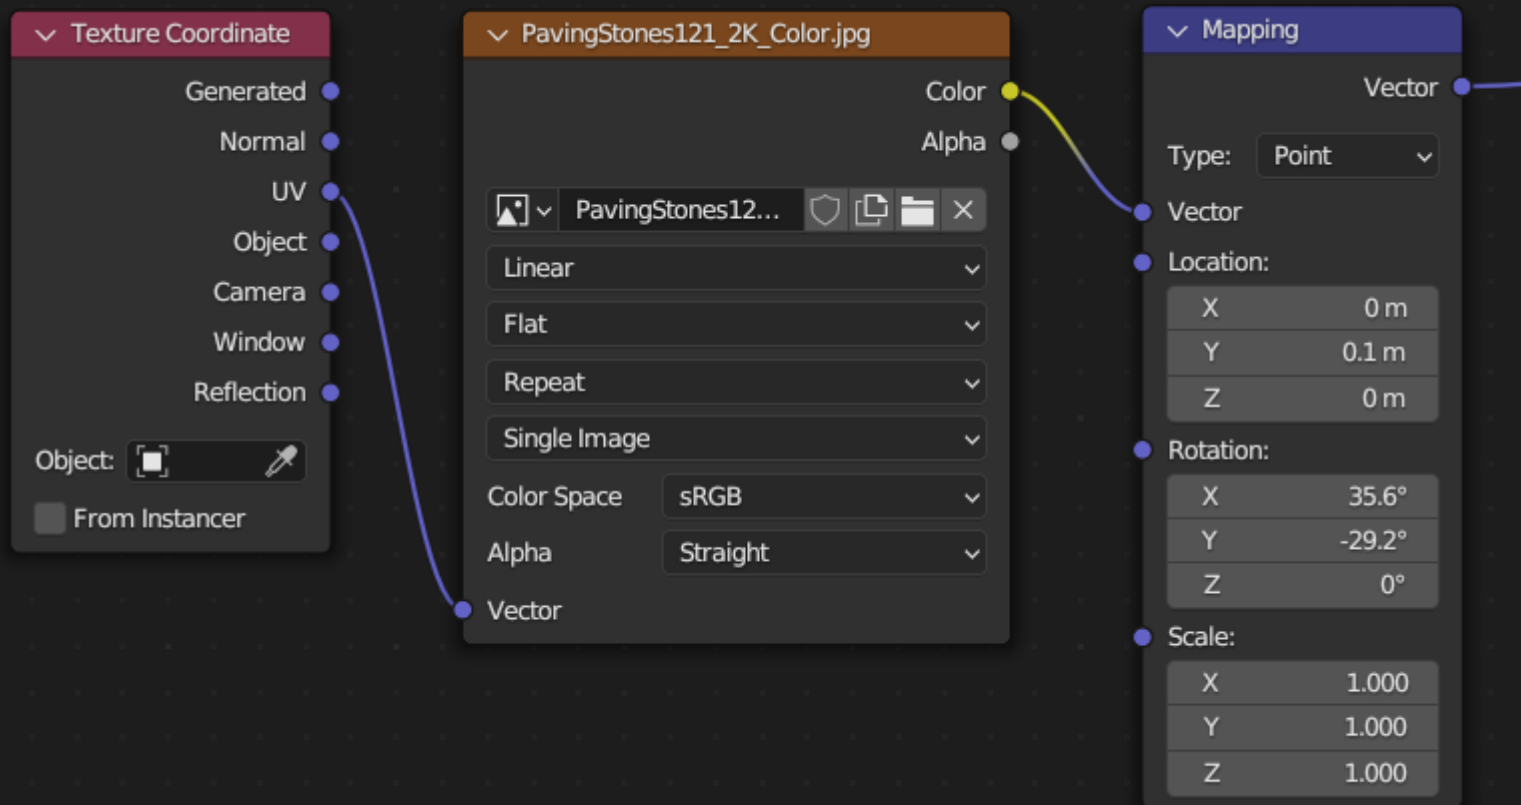 Texture Coordinate
Generated
Normal
UV
Object
Camera
Window
Reflection
Object:
From Instancer
PavingStones121_2K_Color.jpg
Color
Alpha
PavingStones12...
Linear
Flat
Repeat
Single Image
Color Space sRGB
Alpha Straight
Vector
Mapping
Vector
Type: Point
Vector
Location:
X 0 m
Y 0.1 m
Z 0 m
Rotation:
X 35.6°
Y -29.2°
Z 0°
Scale:
X 1.000
Y 1.000
Z 1.000